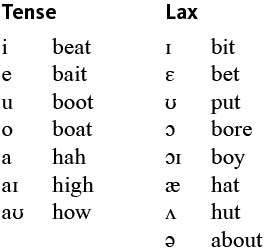 Tense Lax
i beat ɪ bit
e bait ɛ bet
u boot ʊ put
o boat ɔ bore
a hah ɔɪ boy
aɪ high æ hat
aʊ how ʌ hut
ə about